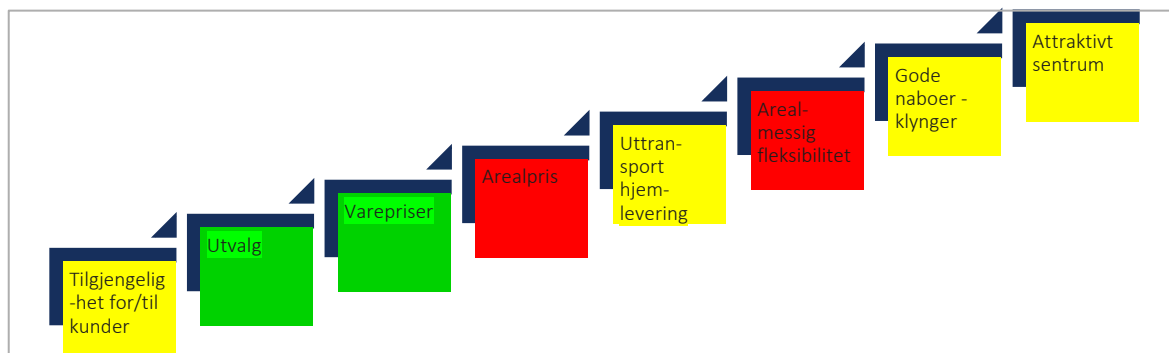 Tilgjengelig
-het for/til
kunder
Utvalg
Varepriser
Arealpris
Uttran-
sport
hjem-
levering
Areal-
messig
fleksibilitet
Gode
naboer -
klynger
Attraktivt
sentrum